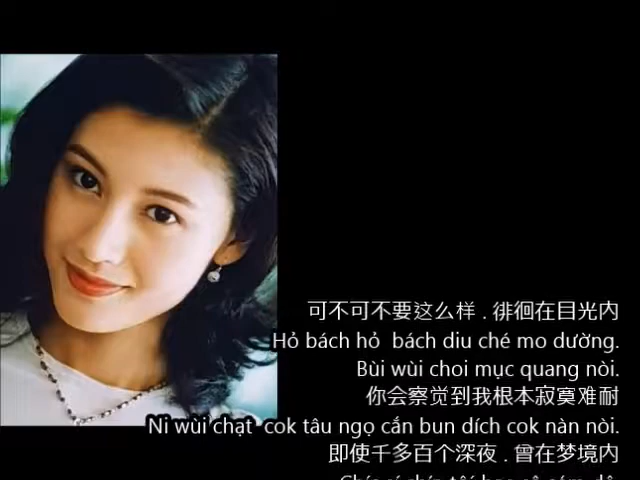 可不可不要这么样 . 徘徊在目光内
Hỏ bách hỏ  bách diu ché mo dường.
Bùi wùi choi mục quang nòi.
你会察觉到我根本寂寞难耐
Ni wùi chạt  cok tâu ngọ cắn bun dích cok nàn nòi.
即使千多百个深夜 . 曾在梦境内